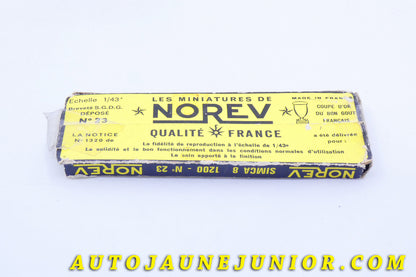 Echelle 1/43e
Breveté S.G.D.G.
DÉPOSÉ
N° 23
LA NOTICE
N° 1320 de
LES MINIATURES DE
NOREV
QUALITÉ FRANCE
La fidélité de reproduction à l'échelle de 1/43e
La solidité et le bon fonctionnement dans les conditions normales d'utilisation
Le soin apporté à la finition
MADE IN FRANCE
COUPE D'OR
DU BON GOUT
FRANÇAIS
a été délivrée
pour :
NOREV
SIMCA 8 1200 - N° 23
NOREV
AUTOJAUNEJUNIOR.COM